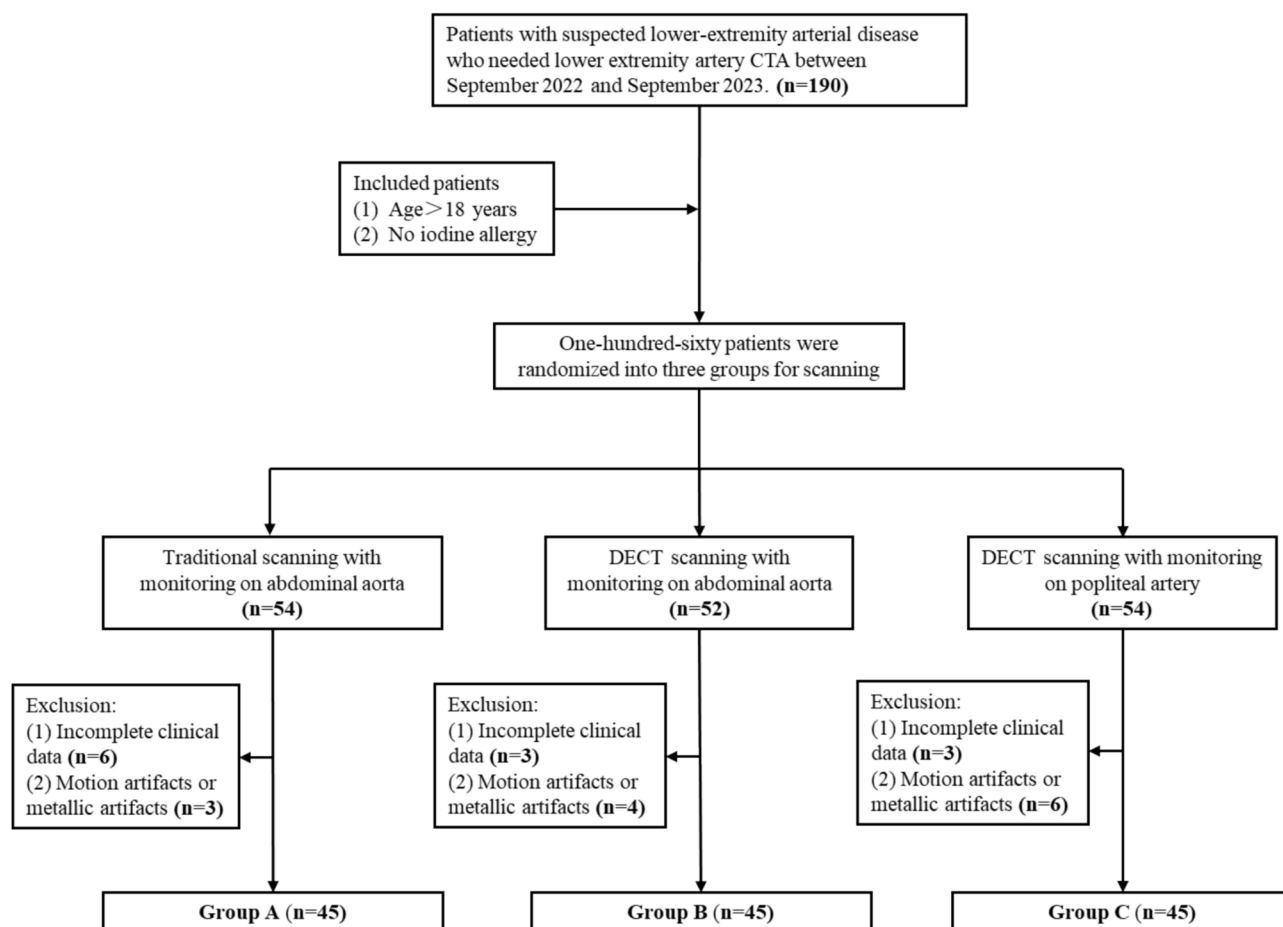 Patients with suspected lower-extremity arterial disease
who needed lower extremity artery CTA between
September 2022 and September 2023. (n=190)
Included patients
(1) Age＞18 years
(2) No iodine allergy
One-hundred-sixty patients were
randomized into three groups for scanning
Traditional scanning with
monitoring on abdominal aorta
(n=54)
DECT scanning with
monitoring on abdominal aorta
(n=52)
DECT scanning with monitoring
on popliteal artery
(n=54)
Exclusion:
(1) Incomplete clinical
data (n=6)
(2) Motion artifacts or
metallic artifacts (n=3)
Exclusion:
(1) Incomplete clinical
data (n=3)
(2) Motion artifacts or
metallic artifacts (n=4)
Exclusion:
(1) Incomplete clinical
data (n=3)
(2) Motion artifacts or
metallic artifacts (n=6)
Group A (n=45)
Group B (n=45)
Group C (n=45)